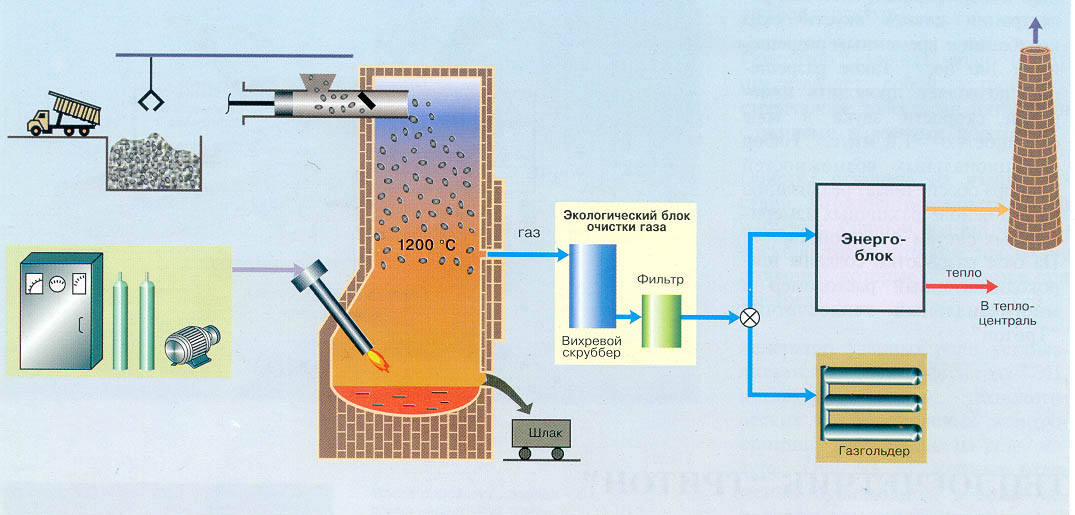 1200 °C
газ
Экологический блок
очистки газа
Фильтр
Вихревой
скруббер
Энерго-
блок
тепло
В тепло-
централь
Шлак
Газгольдер